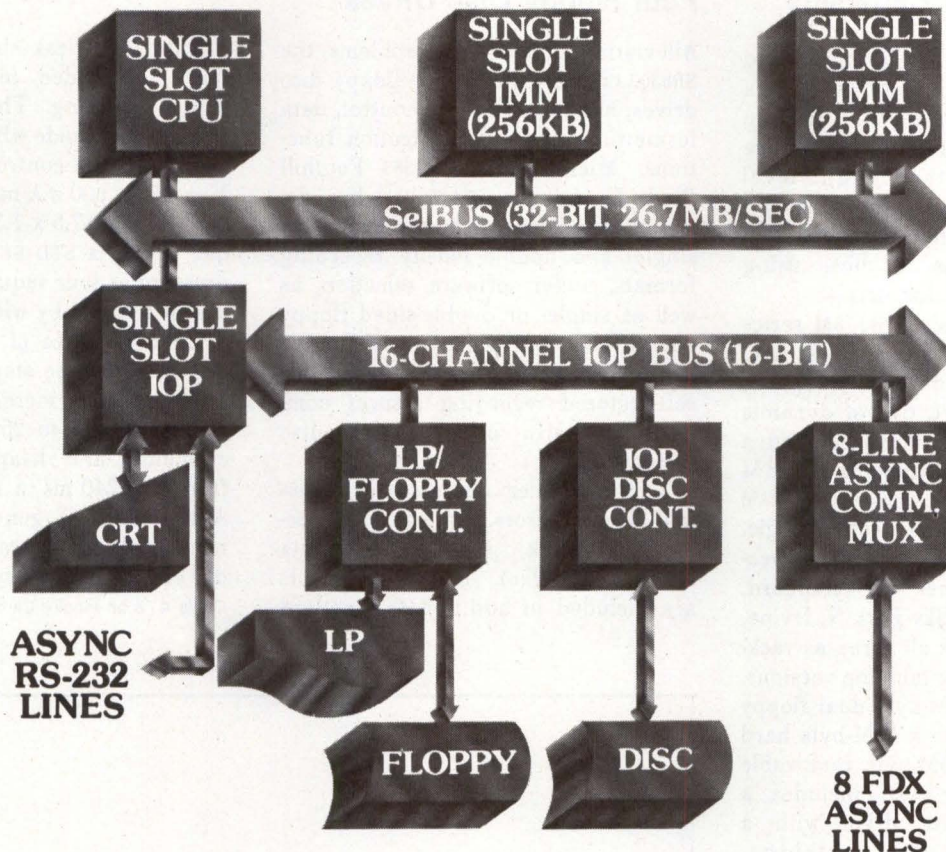 SINGLE
SLOT
CPU
SINGLE
SLOT
IMM
(256KB)
SINGLE
SLOT
IMM
(256KB)
SelBUS (32-BIT, 26.7 MB/SEC)
SINGLE
SLOT
IOP
16-CHANNEL IOP BUS (16-BIT)
LP/
FLOPPY
CONT.
IOP
DISC
CONT.
8-LINE
ASYNC
COMM,
MUX
CRT
LP
ASYNC
RS-232
LINES
FLOPPY
DISC
8 FDX
ASYNC
LINES